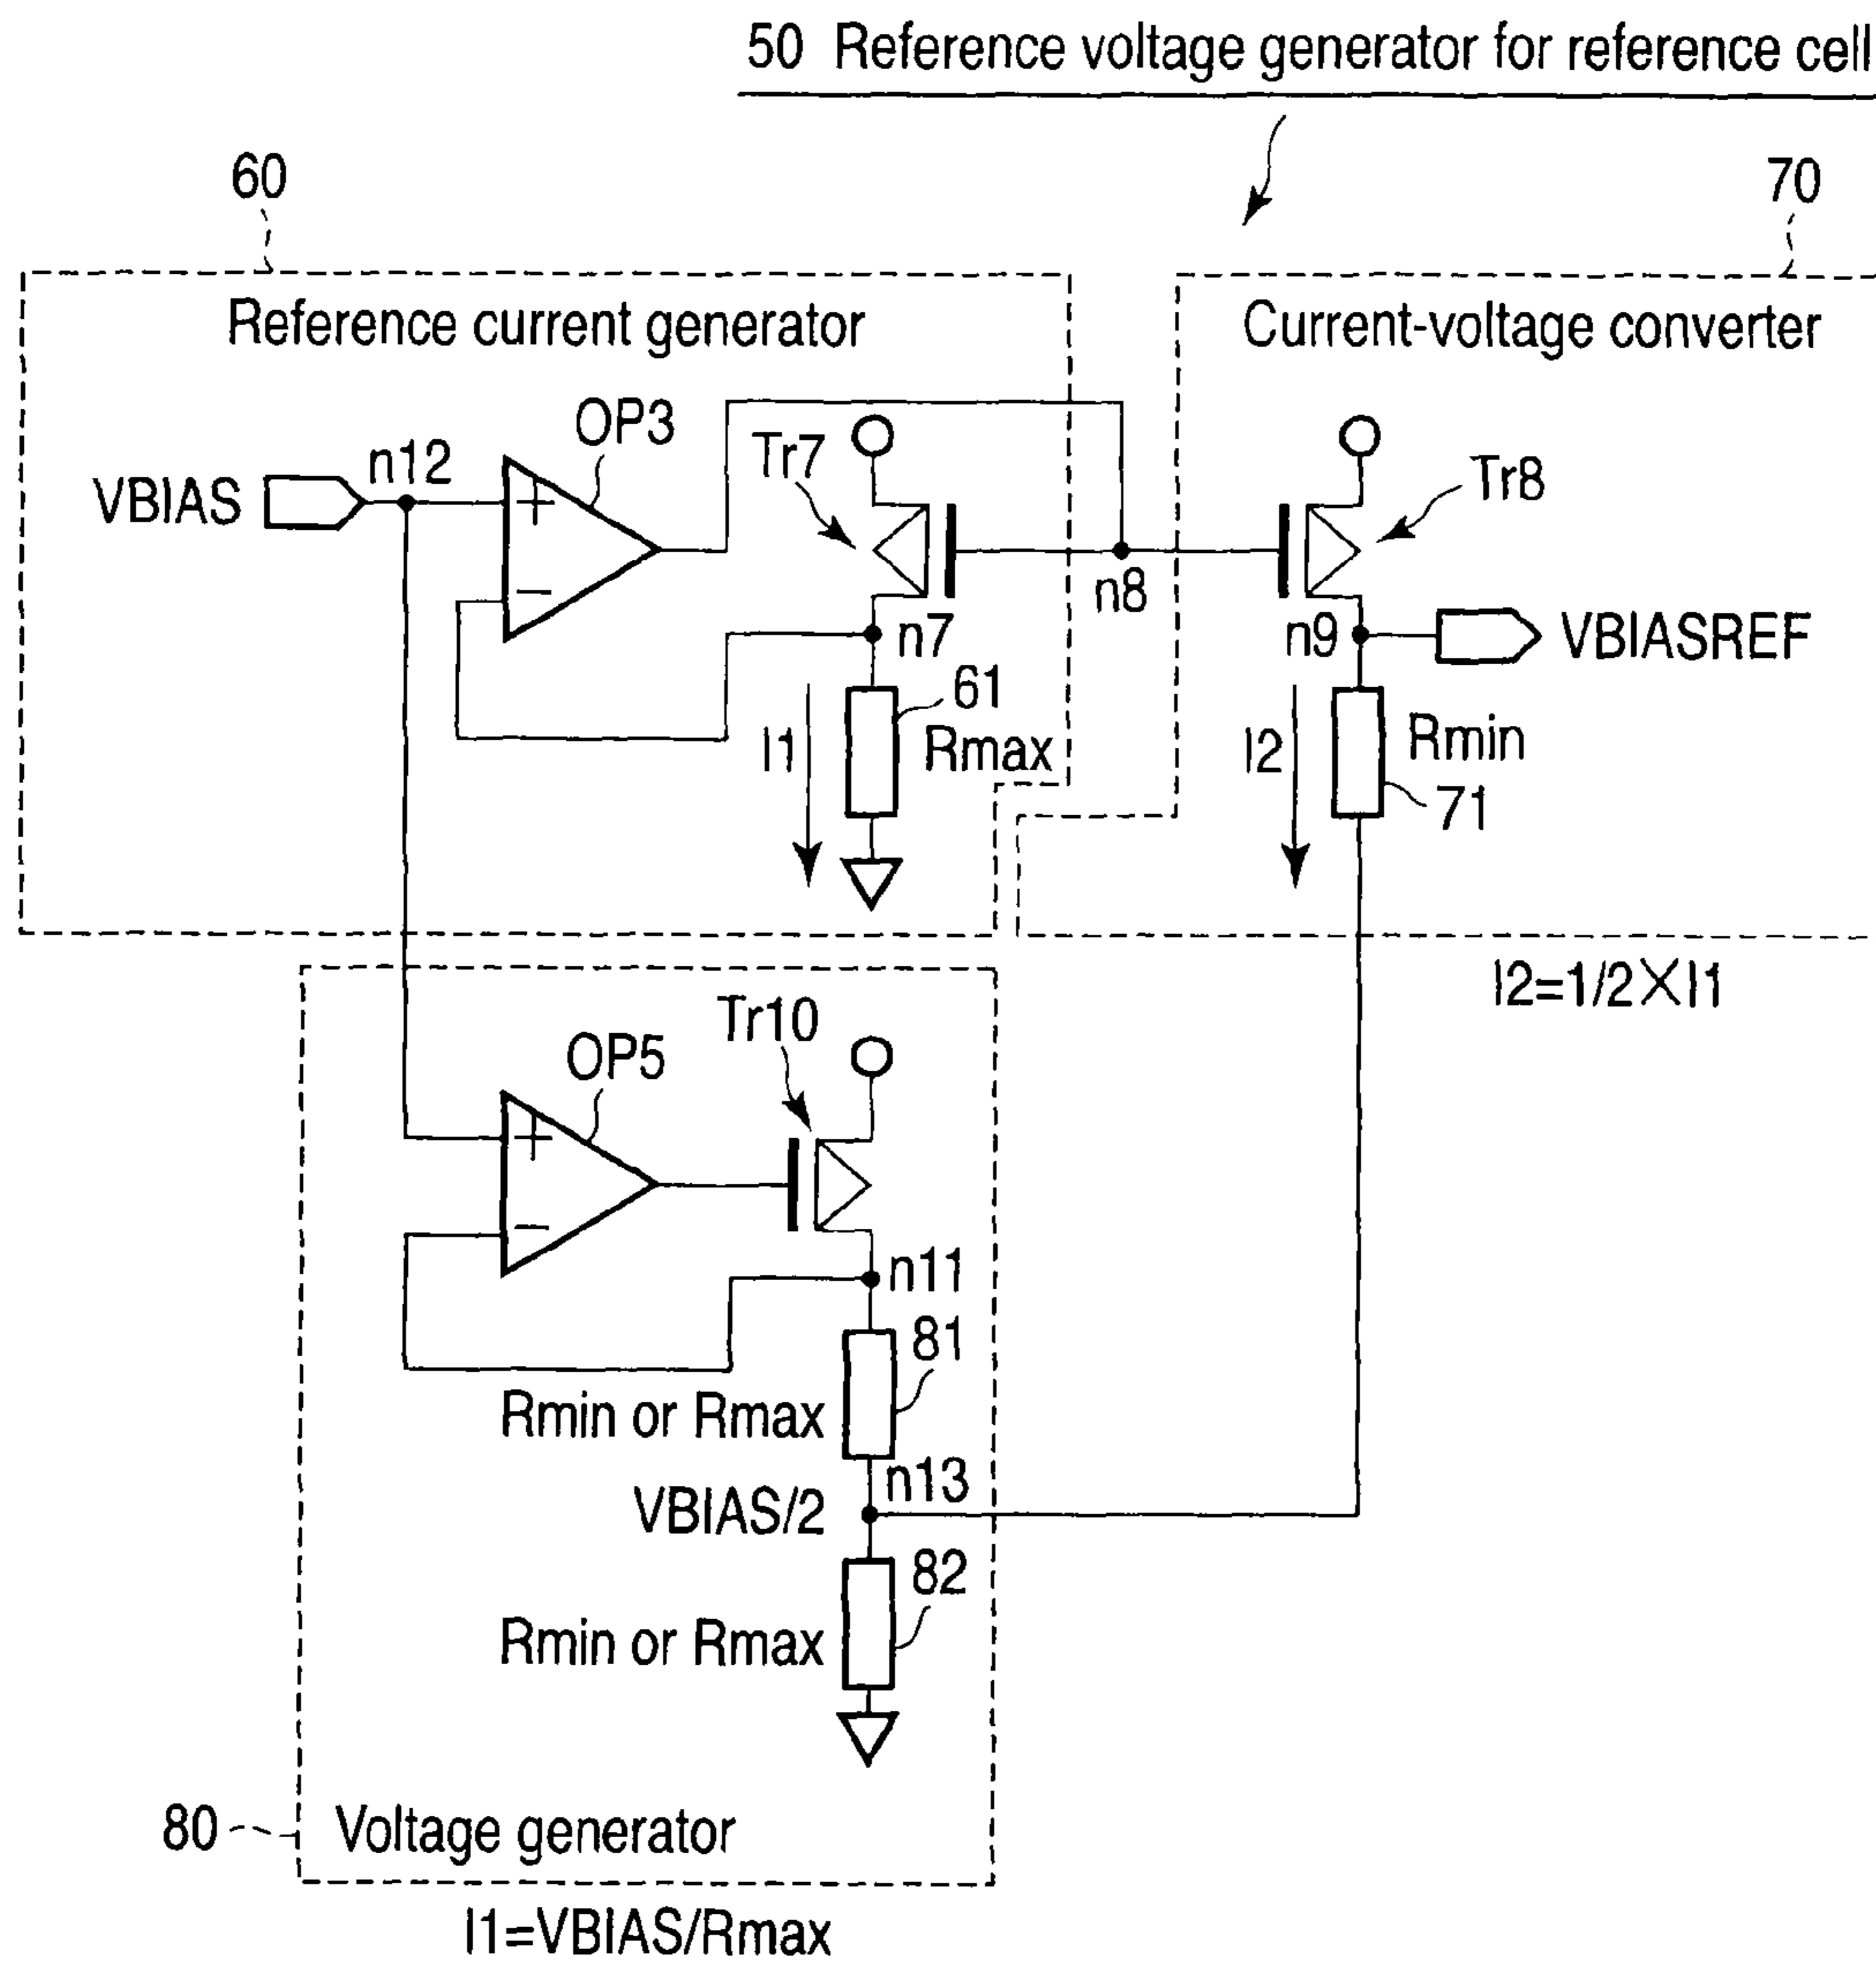 50 Reference voltage generator for reference cell
60
70
Reference current generator
Current-voltage converter
OP3
Tr7
Tr8
n12
VBIAS
+
−
n8
n7
n9
VBIASREF
61
I1
Rmax
I2
Rmin
71
I2=1/2×I1
Tr10
OP5
+
−
n11
81
Rmin or Rmax
n13
VBIAS/2
82
Rmin or Rmax
80
Voltage generator
I1=VBIAS/Rmax